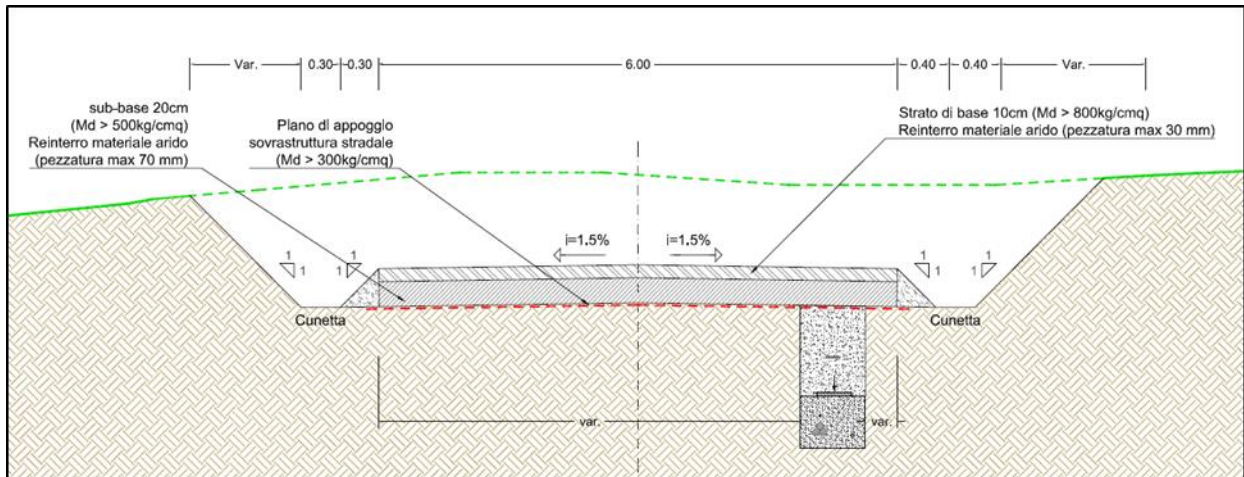 Var.
0.30
0.30
6.00
0.40
0.40
Var.
sub-base 20cm
(Md > 500kg/cmq)
Reinterro materiale arido
(pezzatura max 70 mm)
Piano di appoggio
sovrastruttura stradale
(Md > 300kg/cmq)
Strato di base 10cm (Md > 800kg/cmq)
Reinterro materiale arido (pezzatura max 30 mm)
i=1.5%
i=1.5%
1
1
1
1
1
1
1
1
Cunetta
Cunetta
var.
var.